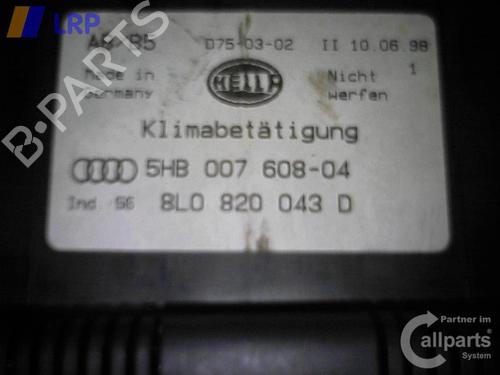 LRP
B-PARTS
B5 D75-03-02 II 10.06.98
Made in Germany
HELLA
Nicht werfen
1
Klimabetätigung
5HB 007 608-04
Ind. 56 8L0 820 043 D
Partner im
callparts
System